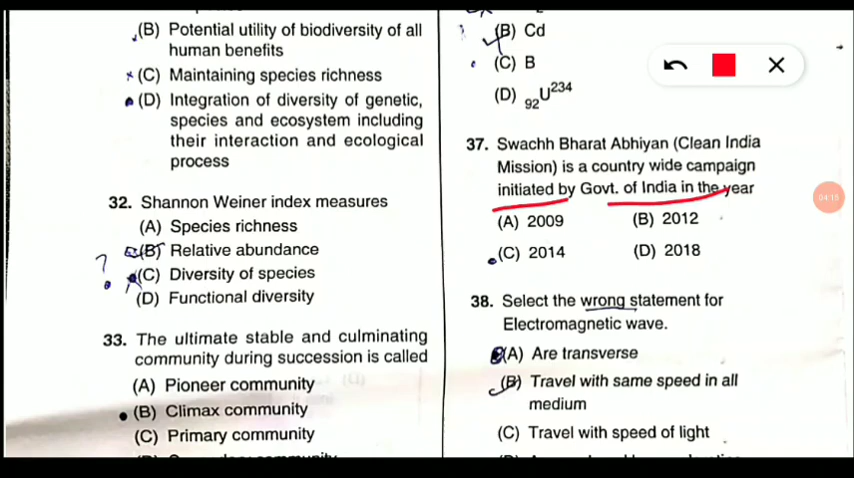 (B) Potential utility of biodiversity of all
human benefits
(C) Maintaining species richness
(D) Integration of diversity of genetic,
species and ecosystem including
their interaction and ecological
process
32. Shannon Weiner index measures
(A) Species richness
(B) Relative abundance
(C) Diversity of species
(D) Functional diversity
33. The ultimate stable and culminating
community during succession is called
(A) Pioneer community
(B) Climax community
(C) Primary community
(B) Cd
(C) B
(D) 92U234
37. Swachh Bharat Abhiyan (Clean India
Mission) is a country wide campaign
initiated by Govt. of India in the year
(A) 2009 (B) 2012
(C) 2014 (D) 2018
38. Select the wrong statement for
Electromagnetic wave.
(A) Are transverse
(B) Travel with same speed in all
medium
(C) Travel with speed of light